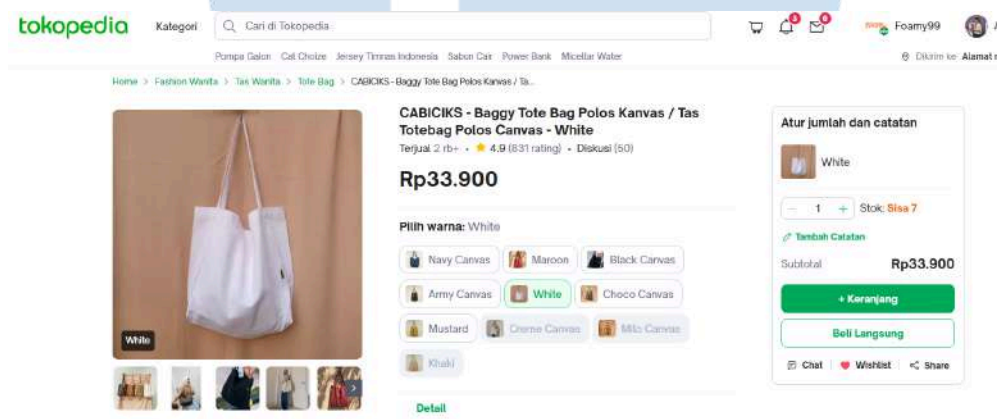 tokopedia
Kategori
Cari di Tokopedia
Foamy99
Pompa Galon Cat Choize Jersey Timnas Indonesia Sabun Cair Power Bank Micellar Water
Dikirim ke Alamat
Home > Fashion Wanita > Tas Wanita > Tote Bag > CABICIKS - Baggy Tote Bag Polos Kanvas / Ta...
CABICIKS - Baggy Tote Bag Polos Kanvas / Tas
Totebag Polos Canvas - White
Terjual 2 rb+ • 4.9 (831 rating) • Diskusi (50)
Rp33.900
Pilih warna: White
Navy Canvas
Maroon
Black Canvas
Army Canvas
White
Choco Canvas
Mustard
Creme Canvas
Milo Canvas
Khaki
Detail
White
Atur jumlah dan catatan
White
1
Stok: Sisa 7
Tambah Catatan
Subtotal Rp33.900
+ Keranjang
Beli Langsung
Chat
Wishlist
Share